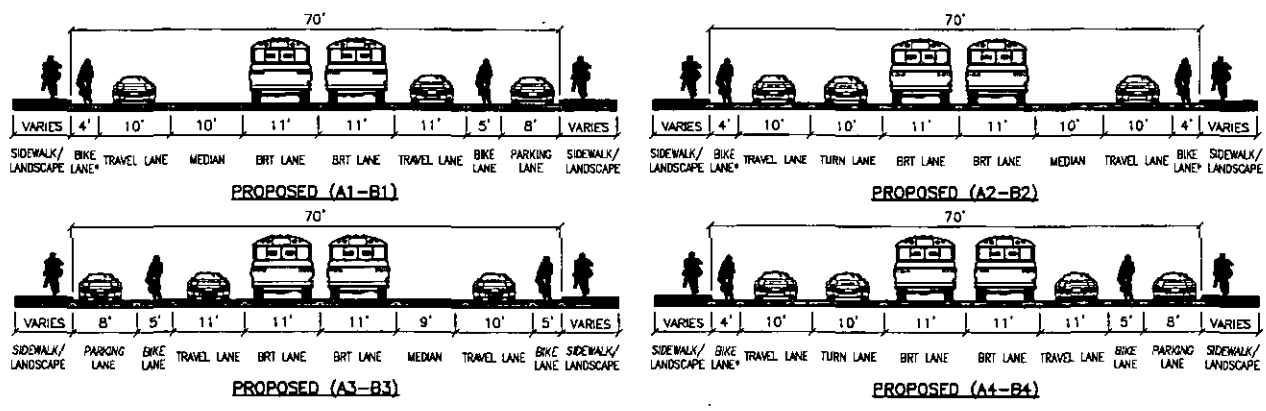 70'
VARIES 4' 10' 10' 11' 11' 11' 5' 8' VARIES
SIDEWALK/ LANDSCAPE BIKE LANE* TRAVEL LANE MEDIAN BRT LANE BRT LANE TRAVEL LANE BIKE LANE PARKING LANE SIDEWALK/ LANDSCAPE
PROPOSED (A1-B1)
70'
VARIES 4' 10' 10' 11' 11' 10' 10' 4' VARIES
SIDEWALK/ LANDSCAPE BIKE LANE* TRAVEL LANE TURN LANE BRT LANE BRT LANE MEDIAN TRAVEL LANE BIKE LANE* SIDEWALK/ LANDSCAPE
PROPOSED (A2-B2)
70'
VARIES 8' 5' 11' 11' 11' 9' 10' 5' VARIES
SIDEWALK/ LANDSCAPE PARKING LANE BIKE LANE TRAVEL LANE BRT LANE BRT LANE MEDIAN TRAVEL LANE BIKE LANE SIDEWALK/ LANDSCAPE
PROPOSED (A3-B3)
70'
VARIES 4' 10' 10' 11' 11' 11' 5' 8' VARIES
SIDEWALK/ LANDSCAPE BIKE LANE* TRAVEL LANE TURN LANE BRT LANE BRT LANE TRAVEL LANE BIKE LANE PARKING LANE SIDEWALK/ LANDSCAPE
PROPOSED (A4-B4)